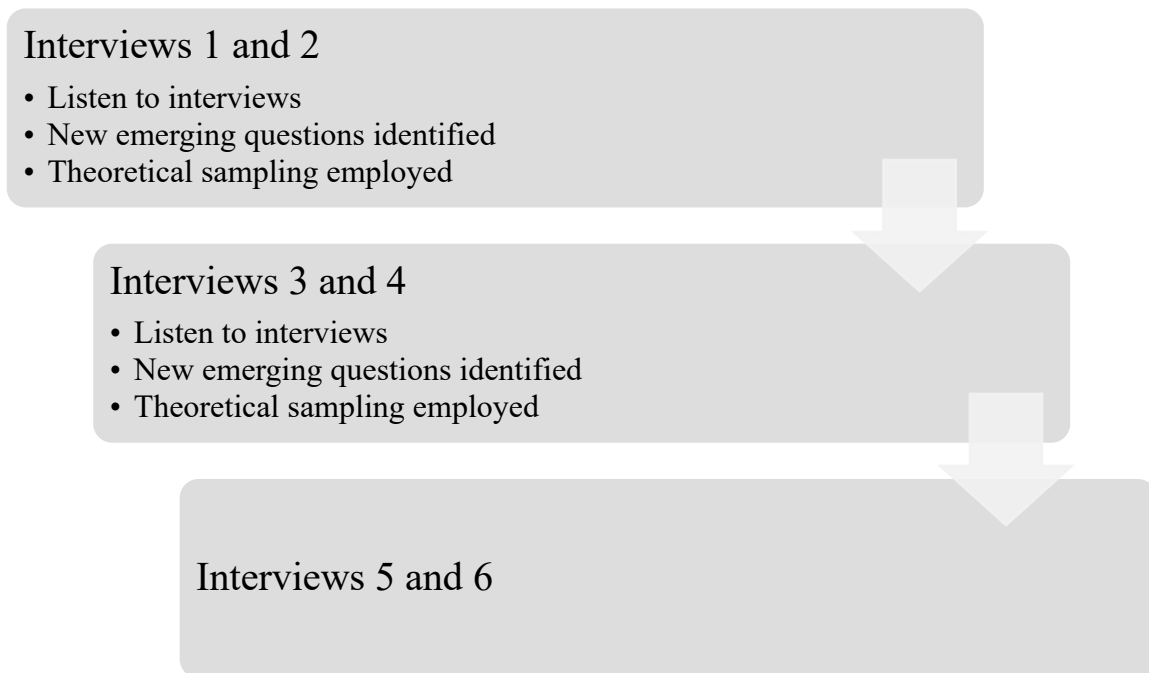 Interviews 1 and 2
• Listen to interviews
• New emerging questions identified
• Theoretical sampling employed
Interviews 3 and 4
• Listen to interviews
• New emerging questions identified
• Theoretical sampling employed
Interviews 5 and 6